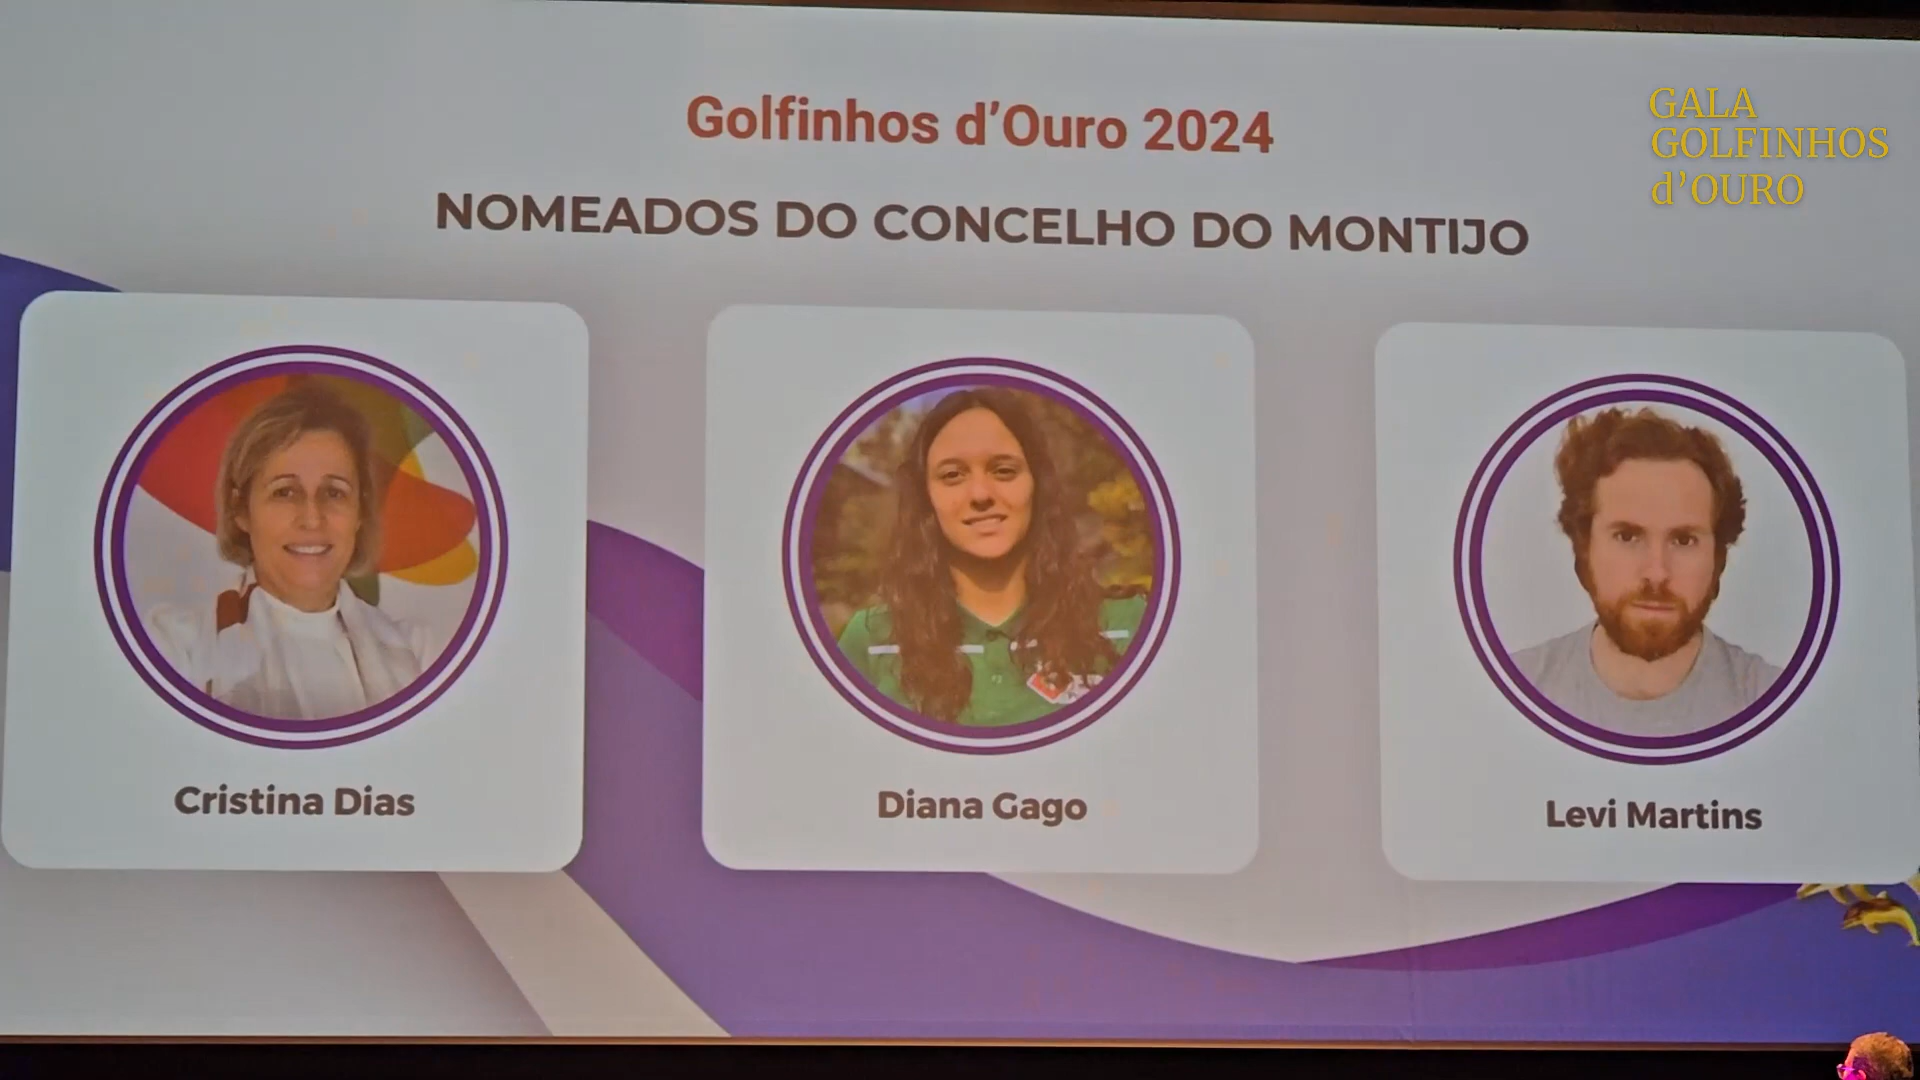 Golfinhos d'Ouro 2024
GALA
GOLFINHOS
d'OURO
NOMEADOS DO CONCELHO DO MONTIJO
Cristina Dias
Diana Gago
Levi Martins